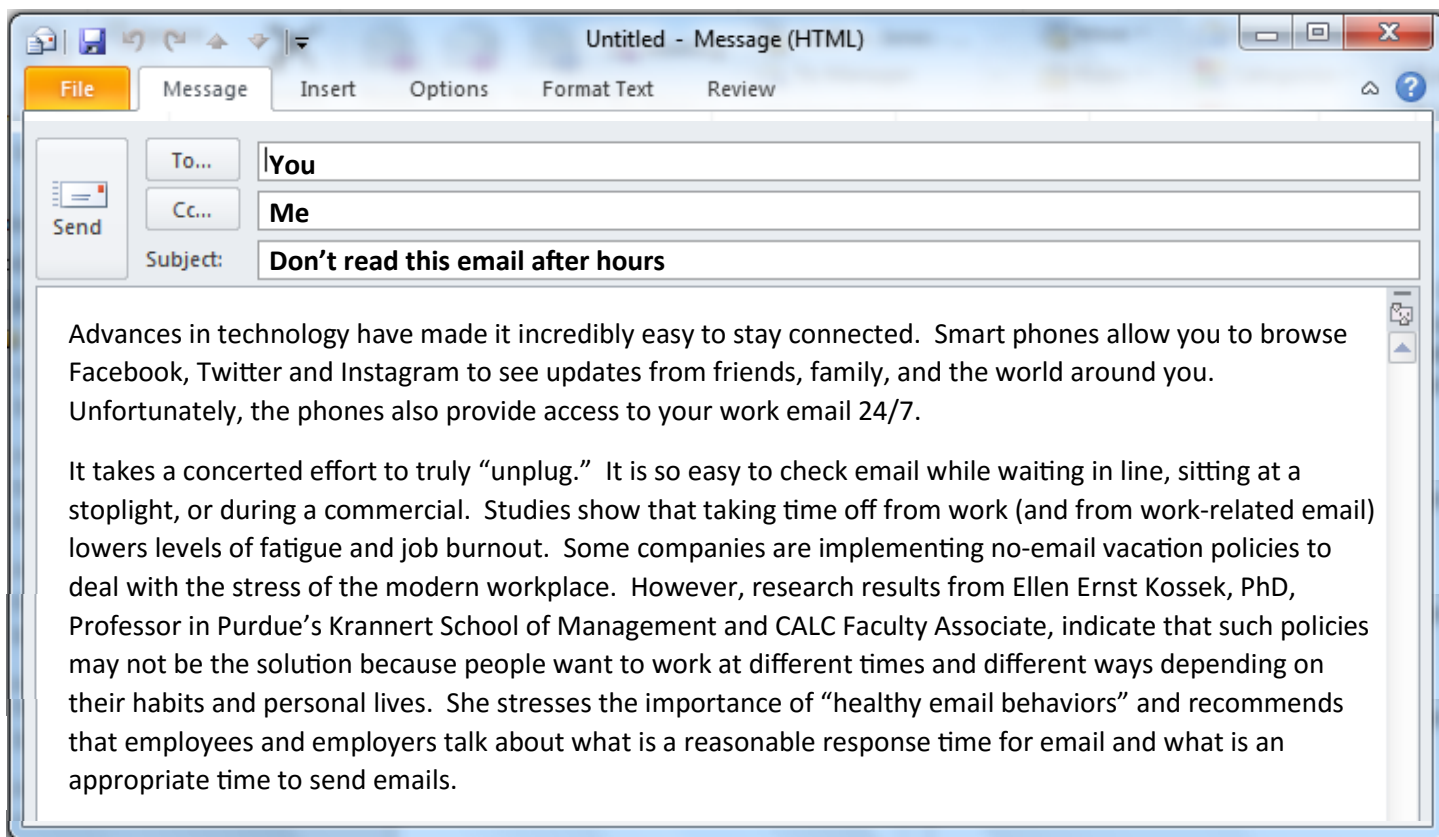 Untitled - Message (HTML)
File Message Insert Options Format Text Review
To... You
Cc... Me
Send
Subject: Don't read this email after hours
Advances in technology have made it incredibly easy to stay connected. Smart phones allow you to browse
Facebook, Twitter and Instagram to see updates from friends, family, and the world around you.
Unfortunately, the phones also provide access to your work email 24/7.
It takes a concerted effort to truly “unplug.” It is so easy to check email while waiting in line, sitting at a
stoplight, or during a commercial. Studies show that taking time off from work (and from work-related email)
lowers levels of fatigue and job burnout. Some companies are implementing no-email vacation policies to
deal with the stress of the modern workplace. However, research results from Ellen Ernst Kossek, PhD,
Professor in Purdue’s Krannert School of Management and CALC Faculty Associate, indicate that such policies
may not be the solution because people want to work at different times and different ways depending on
their habits and personal lives. She stresses the importance of “healthy email behaviors” and recommends
that employees and employers talk about what is a reasonable response time for email and what is an
appropriate time to send emails.